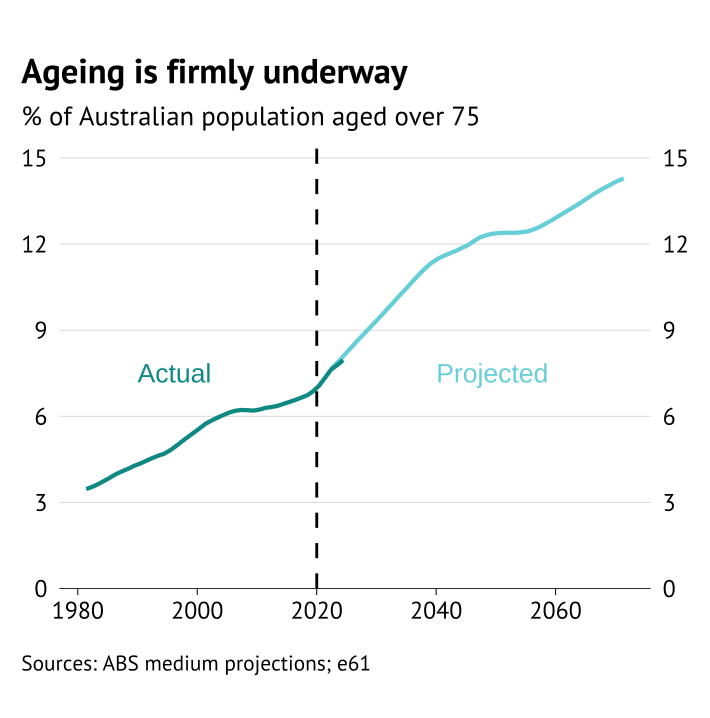 Ageing is firmly underway
% of Australian population aged over 75
15 15
12 12
9 9
Actual Projected
6 6
3 3
0 0
1980 2000 2020 2040 2060
Sources: ABS medium projections; e61